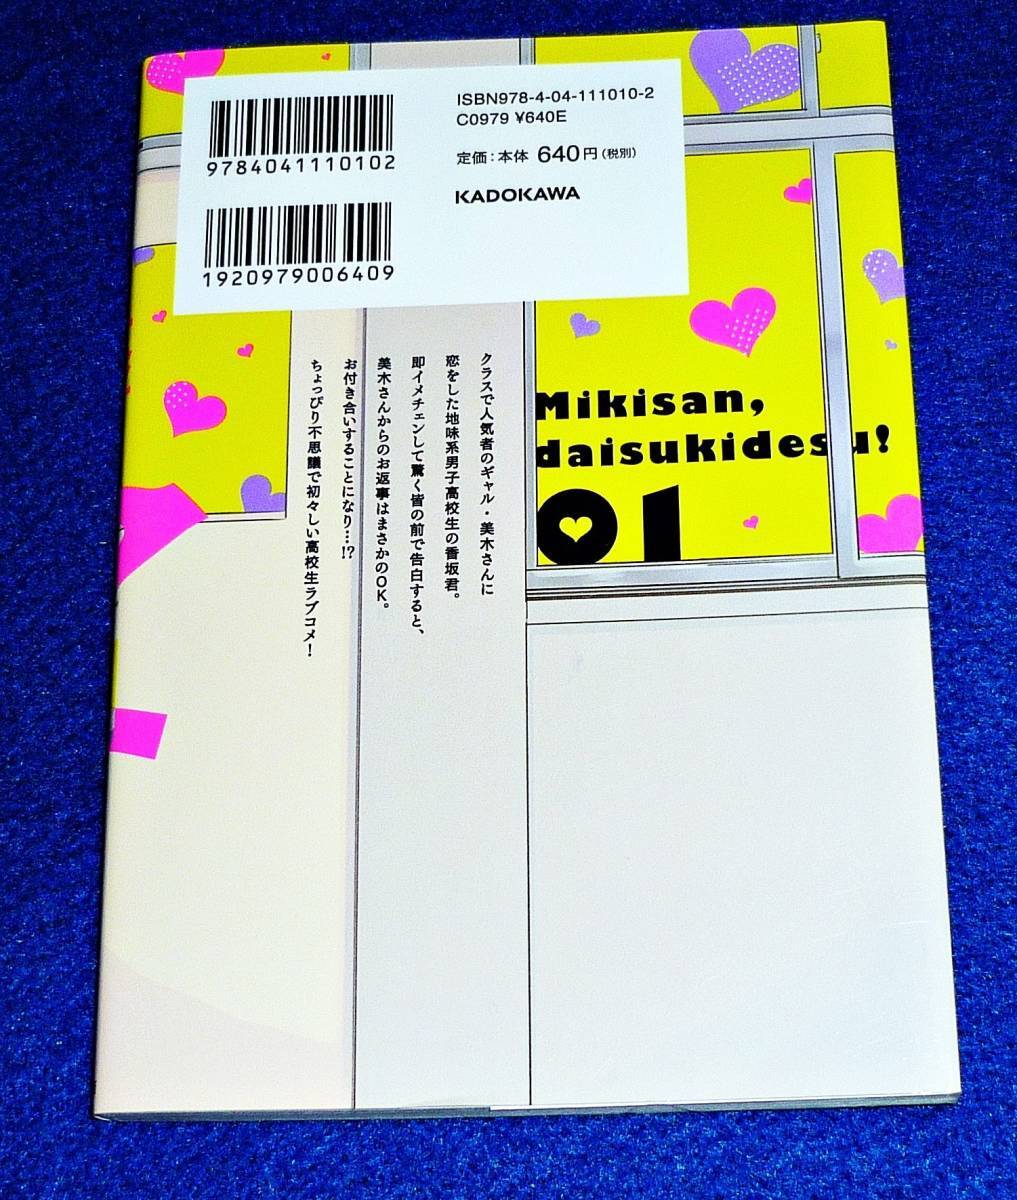 ISBN978-4-04-111010-2
C0979 ¥640E
定価：本体 640円（税別）
KADOKAWA
9784041110102
1920979006409
クラスで人気者のギャル・美木さんに
恋をした地味系男子高校生の香坂君。
即イメチェンして驚く皆の前で告白すると、
美木さんからのお返事はまさかのOK。
お付き合いすることになり…!?
ちょっぴり不思議で初々しい高校生ラブコメ！
Mikisan,
daisukidesu!
01